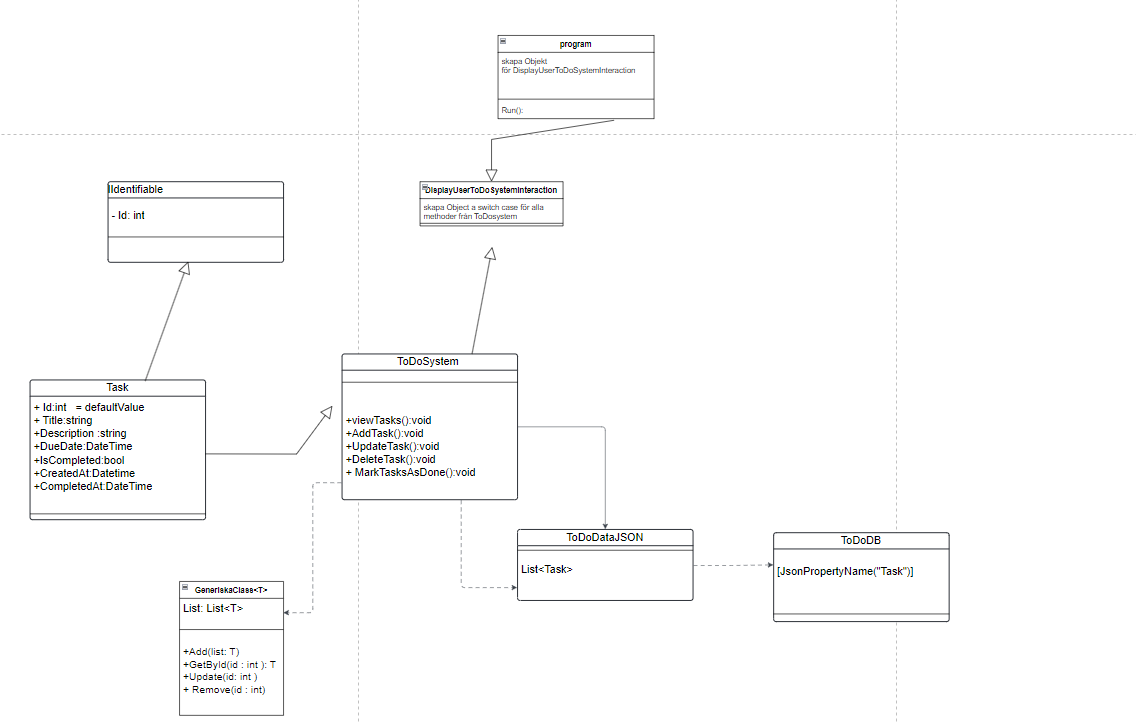 program
skapa Objekt
för DisplayUserToDoSystemInteraction
Run():
DisplayUserToDoSystemInteraction
skapa Object a switch case för alla
methoder från ToDosystem
IIdentifiable
- Id: int
Task
+ Id:int = defaultValue
+ Title:string
+Description :string
+DueDate:DateTime
+IsCompleted:bool
+CreatedAt:Datetime
+CompletedAt:DateTime
ToDoSystem
+viewTasks():void
+AddTask():void
+UpdateTask():void
+DeleteTask():void
+ MarkTasksAsDone():void
ToDoDataJSON
List<Task>
ToDoDB
[JsonPropertyName("Task")]
GeneriskaClass<T>
List: List<T>
+Add(list: T)
+GetById(id : int ): T
+Update(id: int )
+ Remove(id : int)